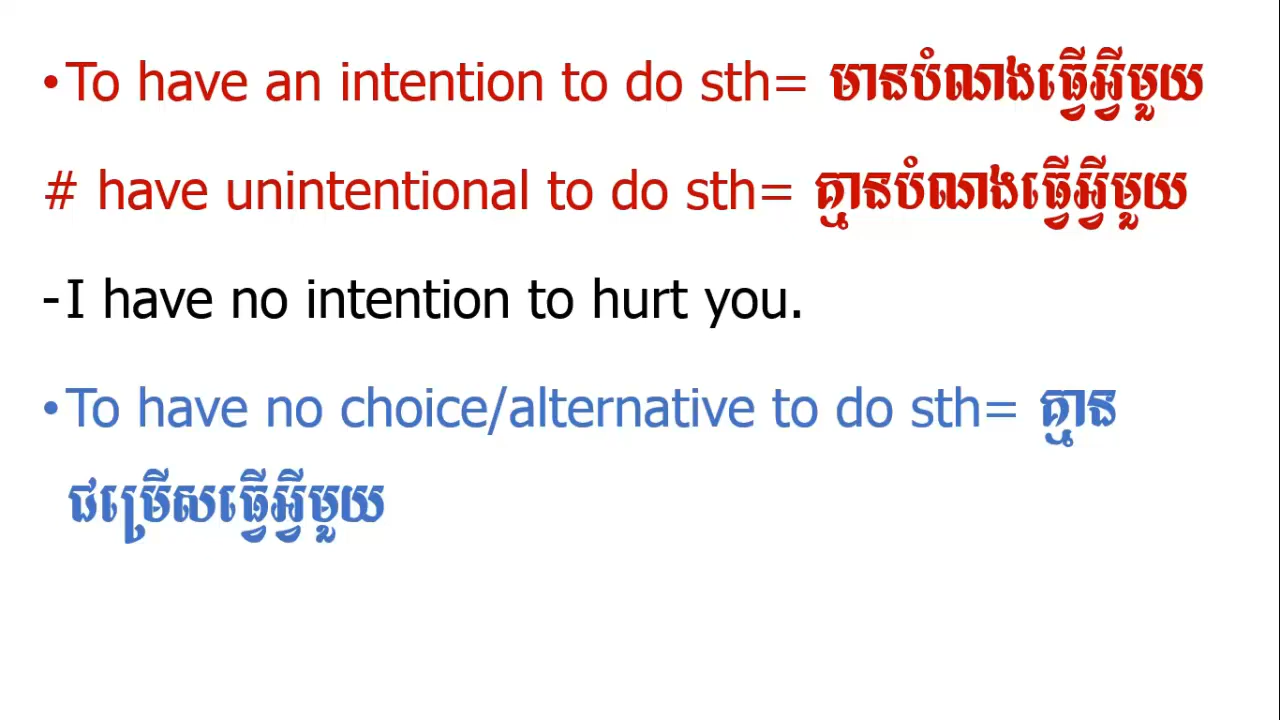 •To have an intention to do sth= មានបំណងធ្វើអ្វីមួយ
# have unintentional to do sth= គ្មានបំណងធ្វើអ្វីមួយ
-I have no intention to hurt you.
•To have no choice/alternative to do sth= គ្មាន
ជម្រើសធ្វើអ្វីមួយ